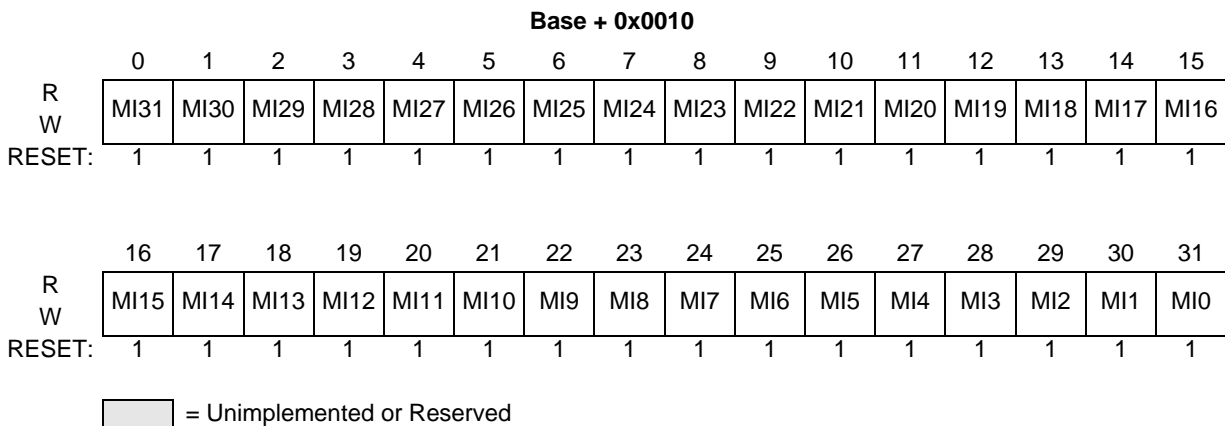 Base + 0x0010
0 1 2 3 4 5 6 7 8 9 10 11 12 13 14 15
R
MI31 MI30 MI29 MI28 MI27 MI26 MI25 MI24 MI23 MI22 MI21 MI20 MI19 MI18 MI17 MI16
W
RESET: 1 1 1 1 1 1 1 1 1 1 1 1 1 1 1 1
16 17 18 19 20 21 22 23 24 25 26 27 28 29 30 31
R
MI15 MI14 MI13 MI12 MI11 MI10 MI9 MI8 MI7 MI6 MI5 MI4 MI3 MI2 MI1 MI0
W
RESET: 1 1 1 1 1 1 1 1 1 1 1 1 1 1 1 1
= Unimplemented or Reserved